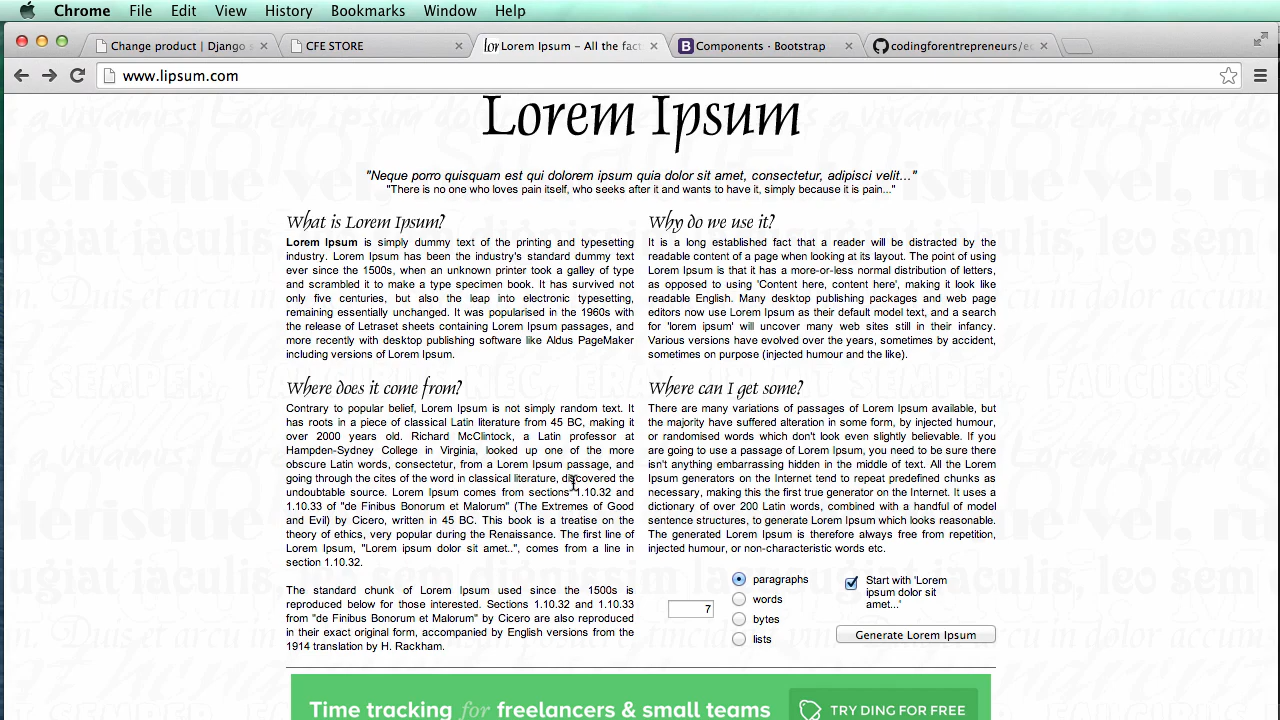 Chrome File Edit View History Bookmarks Window Help
Change product | Django s
CFE STORE
Lorem Ipsum - All the fact
Components · Bootstrap
codingforentrepreneurs/e
www.lipsum.com
Lorem Ipsum
"Neque porro quisquam est qui dolorem ipsum quia dolor sit amet, consectetur, adipisci velit..."
"There is no one who loves pain itself, who seeks after it and wants to have it, simply because it is pain..."
What is Lorem Ipsum?
Lorem Ipsum is simply dummy text of the printing and typesetting
industry. Lorem Ipsum has been the industry's standard dummy text
ever since the 1500s, when an unknown printer took a galley of type
and scrambled it to make a type specimen book. It has survived not
only five centuries, but also the leap into electronic typesetting,
remaining essentially unchanged. It was popularised in the 1960s with
the release of Letraset sheets containing Lorem Ipsum passages, and
more recently with desktop publishing software like Aldus PageMaker
including versions of Lorem Ipsum.
Why do we use it?
It is a long established fact that a reader will be distracted by the
readable content of a page when looking at its layout. The point of using
Lorem Ipsum is that it has a more-or-less normal distribution of letters,
as opposed to using 'Content here, content here', making it look like
readable English. Many desktop publishing packages and web page
editors now use Lorem Ipsum as their default model text, and a search
for 'lorem ipsum' will uncover many web sites still in their infancy.
Various versions have evolved over the years, sometimes by accident,
sometimes on purpose (injected humour and the like).
Where does it come from?
Contrary to popular belief, Lorem Ipsum is not simply random text. It
has roots in a piece of classical Latin literature from 45 BC, making it
over 2000 years old. Richard McClintock, a Latin professor at
Hampden-Sydney College in Virginia, looked up one of the more
obscure Latin words, consectetur, from a Lorem Ipsum passage, and
going through the cites of the word in classical literature, discovered the
undoubtable source. Lorem Ipsum comes from sections 1.10.32 and
1.10.33 of "de Finibus Bonorum et Malorum" (The Extremes of Good
and Evil) by Cicero, written in 45 BC. This book is a treatise on the
theory of ethics, very popular during the Renaissance. The first line of
Lorem Ipsum, "Lorem ipsum dolor sit amet..", comes from a line in
section 1.10.32.
The standard chunk of Lorem Ipsum used since the 1500s is
reproduced below for those interested. Sections 1.10.32 and 1.10.33
from "de Finibus Bonorum et Malorum" by Cicero are also reproduced
in their exact original form, accompanied by English versions from the
1914 translation by H. Rackham.
Where can I get some?
There are many variations of passages of Lorem Ipsum available, but
the majority have suffered alteration in some form, by injected humour,
or randomised words which don't look even slightly believable. If you
are going to use a passage of Lorem Ipsum, you need to be sure there
isn't anything embarrassing hidden in the middle of text. All the Lorem
Ipsum generators on the Internet tend to repeat predefined chunks as
necessary, making this the first true generator on the Internet. It uses a
dictionary of over 200 Latin words, combined with a handful of model
sentence structures, to generate Lorem Ipsum which looks reasonable.
The generated Lorem Ipsum is therefore always free from repetition,
injected humour, or non-characteristic words etc.
7
paragraphs
words
bytes
lists
Start with 'Lorem
ipsum dolor sit
amet...'
Generate Lorem Ipsum
Time tracking for freelancers & small teams
TRY DING FOR FREE